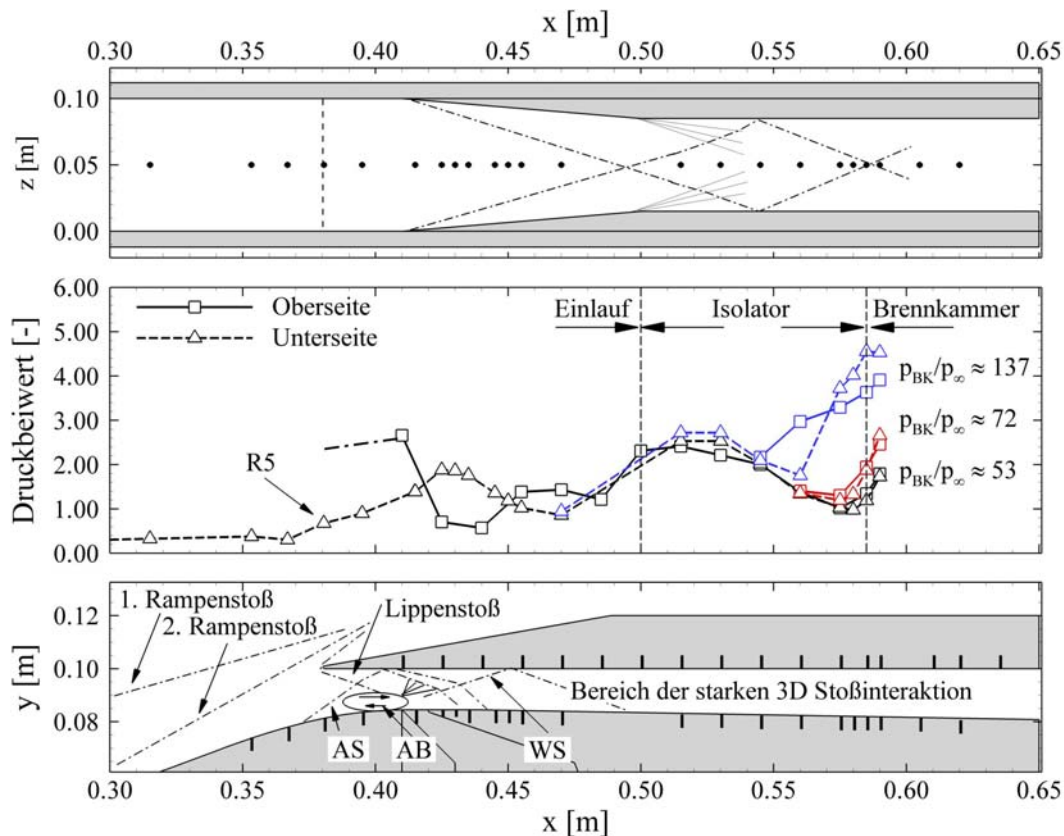 x [m]
0.30 0.35 0.40 0.45 0.50 0.55 0.60 0.65
0.10
0.05
0.00
z [m]
6.00
5.00
4.00
3.00
2.00
1.00
0.00
Druckbeiwert [-]
Oberseite
Unterseite
Einlauf
Isolator
Brennkammer
p_BK/p_∞ ≈ 137
p_BK/p_∞ ≈ 72
p_BK/p_∞ ≈ 53
R5
0.12
0.10
0.08
y [m]
1. Rampenstoß
2. Rampenstoß
Lippenstoß
Bereich der starken 3D Stoßinteraktion
AS AB WS
0.30 0.35 0.40 0.45 0.50 0.55 0.60 0.65
x [m]